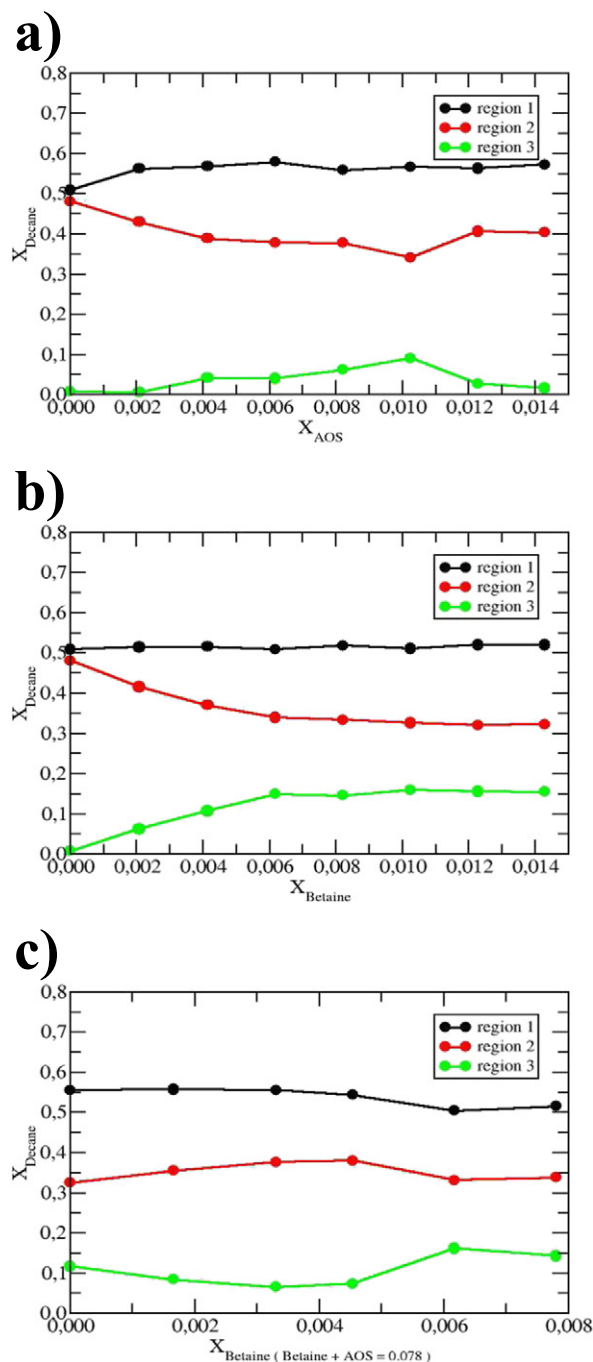 a)
0,8
0,7
0,6
0,5
0,4
0,3
0,2
0,1
0,0
X Decane
region 1
region 2
region 3
0,000 0,002 0,004 0,006 0,008 0,010 0,012 0,014
X AOS
b)
0,8
0,7
0,6
0,5
0,4
0,3
0,2
0,1
0,0
X Decane
region 1
region 2
region 3
0,000 0,002 0,004 0,006 0,008 0,010 0,012 0,014
X Betaine
c)
0,8
0,7
0,6
0,5
0,4
0,3
0,2
0,1
0,0
X Decane
region 1
region 2
region 3
0,000 0,002 0,004 0,006 0,008
X Betaine ( Betaine + AOS = 0.078 )